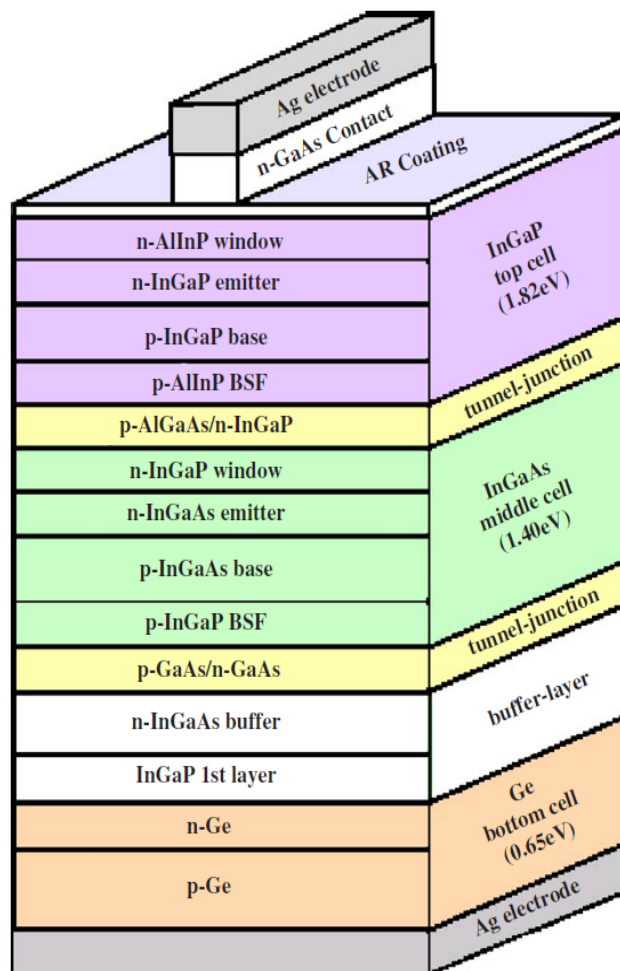 Ag electrode
n-GaAs Contact
AR Coating
n-AlInP window
n-InGaP emitter
p-InGaP base
p-AlInP BSF
InGaP
top cell
(1.82eV)
p-AlGaAs/n-InGaP
tunnel-junction
n-InGaP window
n-InGaAs emitter
p-InGaAs base
p-InGaP BSF
InGaAs
middle cell
(1.40eV)
p-GaAs/n-GaAs
tunnel-junction
n-InGaAs buffer
InGaP 1st layer
buffer-layer
n-Ge
p-Ge
Ge
bottom cell
(0.65eV)
Ag electrode